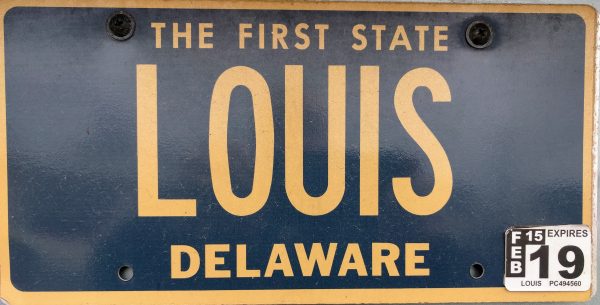 THE FIRST STATE
LOUIS
DELAWARE
FEB 15 EXPIRES
19
LOUIS PC494560